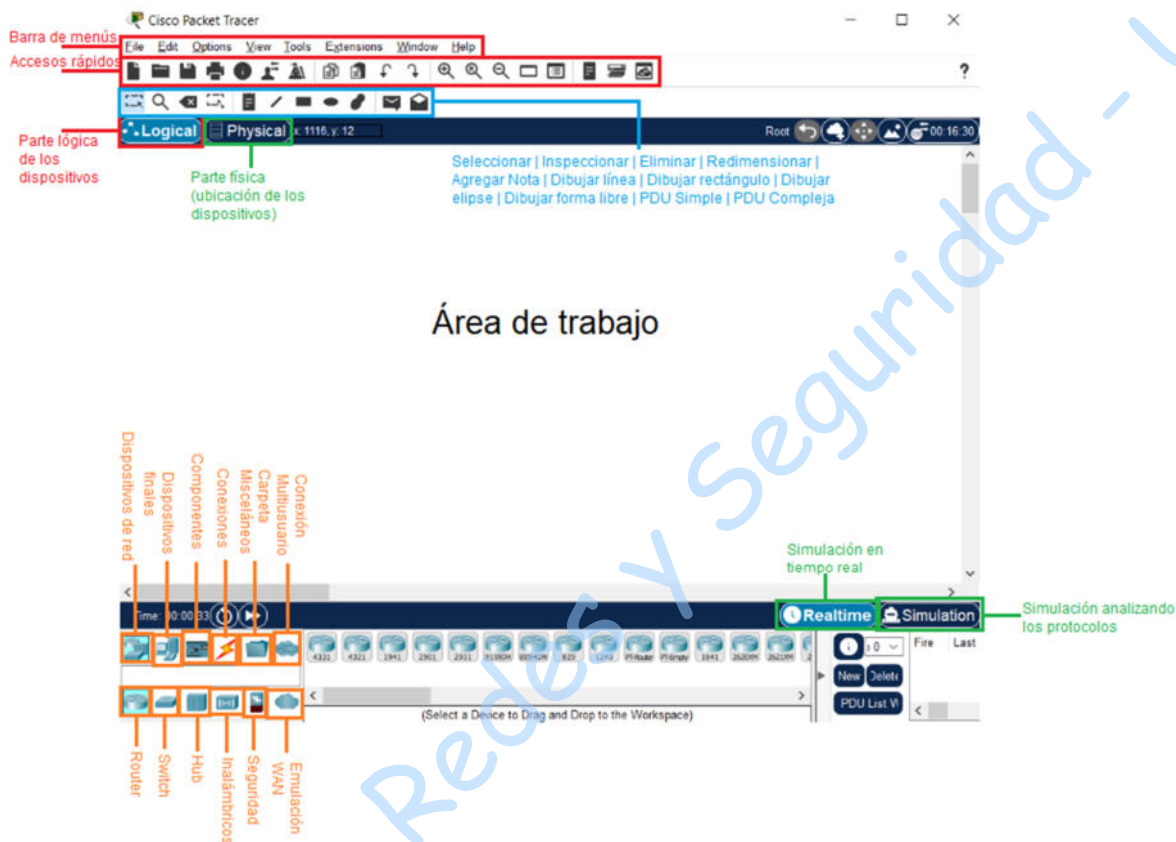 Cisco Packet Tracer
Barra de menús
File Edit Options View Tools Extensions Window Help
Accesos rápidos
?
Logical
Physical
x: 1116, y: 12
Root
00:16:30
Parte lógica
de los
dispositivos
Parte física
(ubicación de los
dispositivos)
Seleccionar | Inspeccionar | Eliminar | Redimensionar |
Agregar Nota | Dibujar línea | Dibujar rectángulo | Dibujar
elipse | Dibujar forma libre | PDU Simple | PDU Compleja
Área de trabajo
Dispositivos de red
Dispositivos
finales
Componentes
Conexiones
Carpeta
Misceláneos
Conexión
Multiusuario
Simulación en
tiempo real
Time: 00:00:33
Realtime
Simulation
Simulación analizando
los protocolos
4331 4321 1941 2901 2911 829 1240 PT-Router PT-Empty 1841 2620XM 2621XM
Fire Last
New Delete
PDU List W
(Select a Device to Drag and Drop to the Workspace)
Router
Switch
Hub
Inalámbricos
Seguridad
Emulación
WAN
Redes y Seguridad -